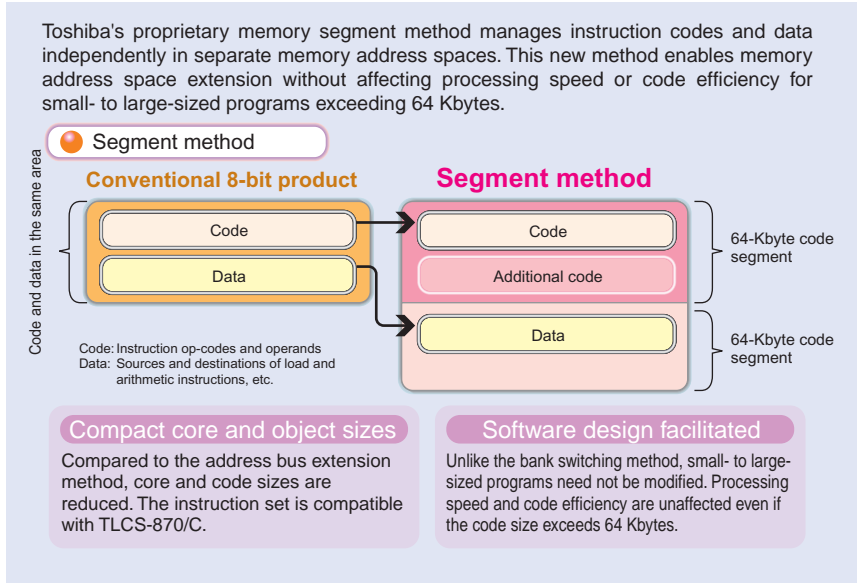 Toshiba's proprietary memory segment method manages instruction codes and data
independently in separate memory address spaces. This new method enables memory
address space extension without affecting processing speed or code efficiency for
small- to large-sized programs exceeding 64 Kbytes.
Segment method
Code and data in the same area
Conventional 8-bit product
Code
Data
Segment method
Code
Additional code
Data
64-Kbyte code
segment
64-Kbyte code
segment
Code: Instruction op-codes and operands
Data: Sources and destinations of load and
arithmetic instructions, etc.
Compact core and object sizes
Compared to the address bus extension
method, core and code sizes are
reduced. The instruction set is compatible
with TLCS-870/C.
Software design facilitated
Unlike the bank switching method, small- to large-
sized programs need not be modified. Processing
speed and code efficiency are unaffected even if
the code size exceeds 64 Kbytes.